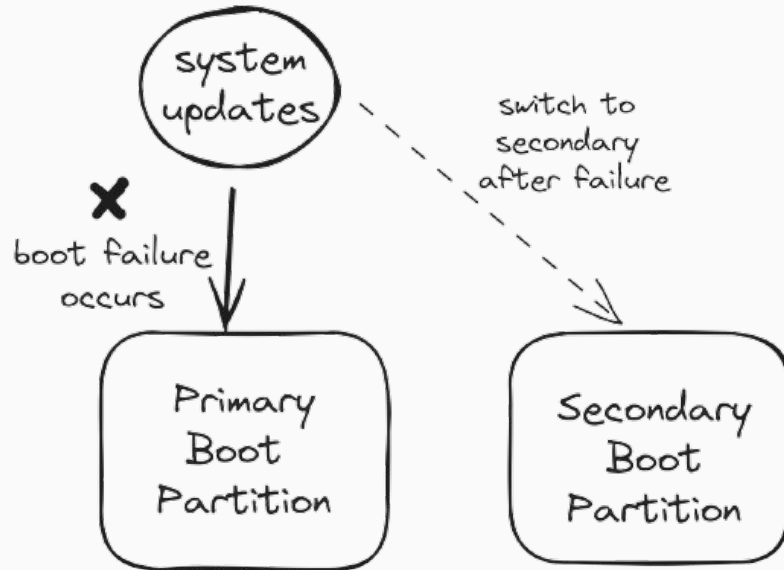 system
updates
switch to
secondary
after failure
boot failure
occurs
Primary
Boot
Partition
Secondary
Boot
Partition